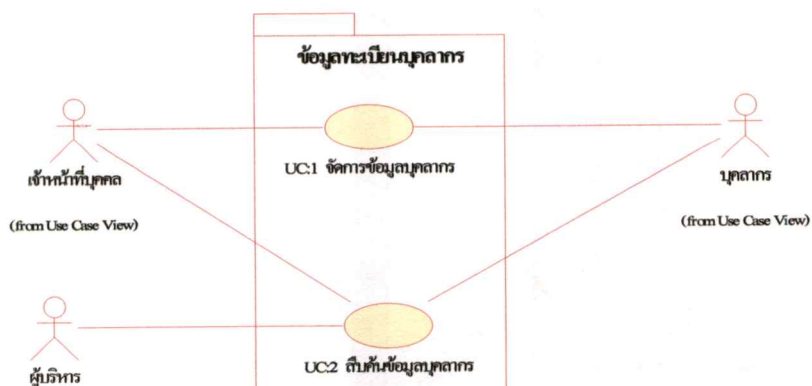 ข้อมูลทะเบียนบุคลากร
UC:1 จัดการข้อมูลบุคลากร
เจ้าหน้าที่บุคคล
(from Use Case View)
บุคลากร
(from Use Case View)
UC:2 สืบค้นข้อมูลบุคลากร
ผู้บริหาร